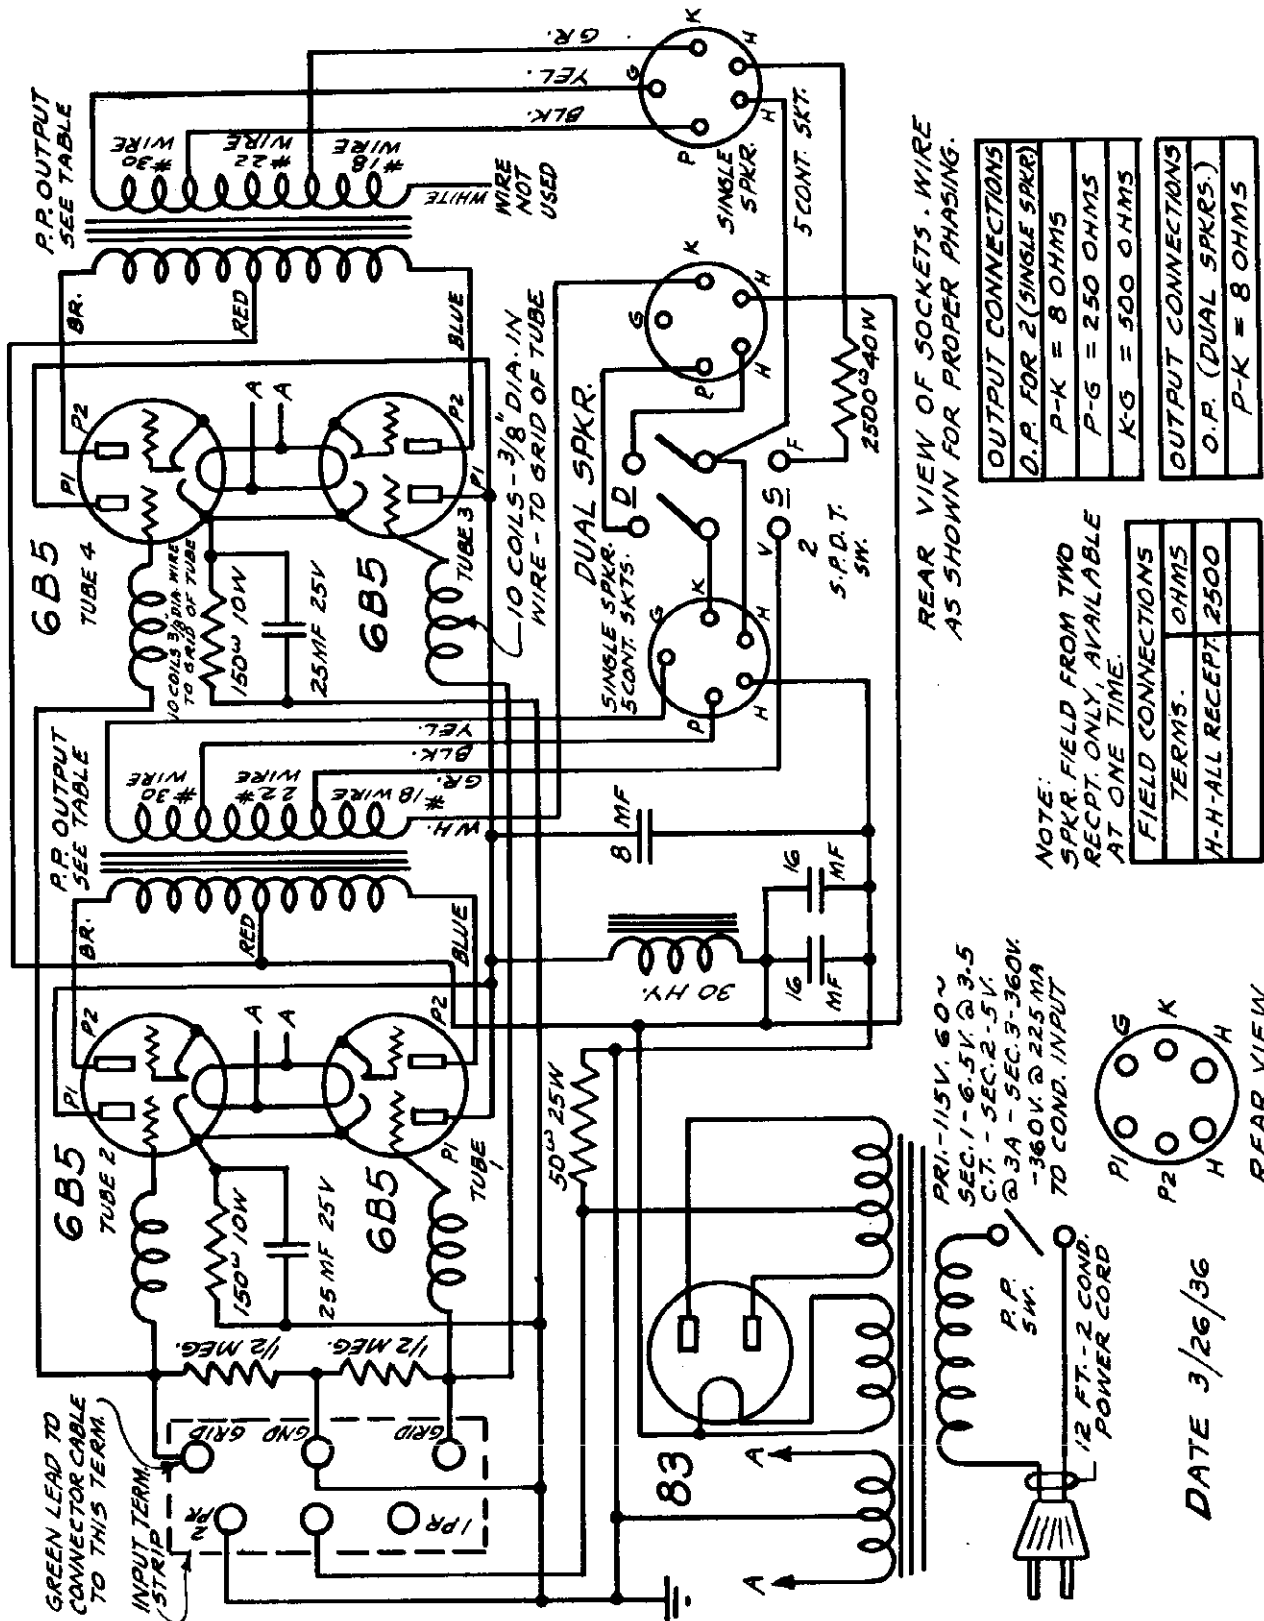 P.P. OUTPUT
SEE TABLE
#30
WIRE
#22
WIRE
#18
WIRE
WHITE
WIRE
NOT
USED
GR.
YEL.
BLK.
K
G
P
H
H
SINGLE
SPKR.
5 CONT. SKT.
BR.
RED
BLUE
P2
P1
A
A
P2
P1
6B5
TUBE 4
10 COILS 3/8" DIA. WIRE
TO GRID OF TUBE
150ω 10W
25MF 25V
6B5
TUBE 3
10 COILS - 3/8" DIA. IN
WIRE - TO GRID OF TUBE
DUAL SPKR.
SINGLE SPKR.
5 CONT. SKTS.
K
G
P
H
H
D
V
S
F
2
S.P.D.T.
SW.
2500ω 40W
K
G
P
H
H
P.P. OUTPUT
SEE TABLE
#30
WIRE
22#
WIRE
#18 WIRE
YEL.
BLK.
GR.
WH.
BR.
RED
BLUE
8 MF
30 HY.
16
MF
16
MF
P2
P1
A
A
P2
P1
6B5
TUBE 2
150ω 10W
25 MF 25V
6B5
TUBE 1
50ω 25W
1/2 MEG.
1/2 MEG.
GREEN LEAD TO
CONNECTOR CABLE
TO THIS TERM.
INPUT TERM.
STRIP
GRID
GND
GRID
2
PR
1 PR
83
A
A
PRI.-115V. 60~
SEC. 1 - 6.5V. @ 3.5
C.T. - SEC. 2 - 5V.
@ 3A - SEC. 3 - 360V.
- 360V. @ 225 MA
TO COND. INPUT
P.P.
SW.
12 FT. - 2 COND.
POWER CORD
DATE 3/26/36
G
K
H
P1
P2
H
REAR VIEW
REAR VIEW OF SOCKETS. WIRE
AS SHOWN FOR PROPER PHASING.
NOTE:
SPKR. FIELD FROM TWO
RECPT. ONLY, AVAILABLE
AT ONE TIME.
FIELD CONNECTIONS
TERMS. OHMS
H-H-ALL RECEPT. 2500
OUTPUT CONNECTIONS
O.P. FOR 2 (SINGLE SPKR.)
P-K = 8 OHMS
P-G = 250 OHMS
K-G = 500 OHMS
OUTPUT CONNECTIONS
O.P. (DUAL SPKRS.)
P-K = 8 OHMS